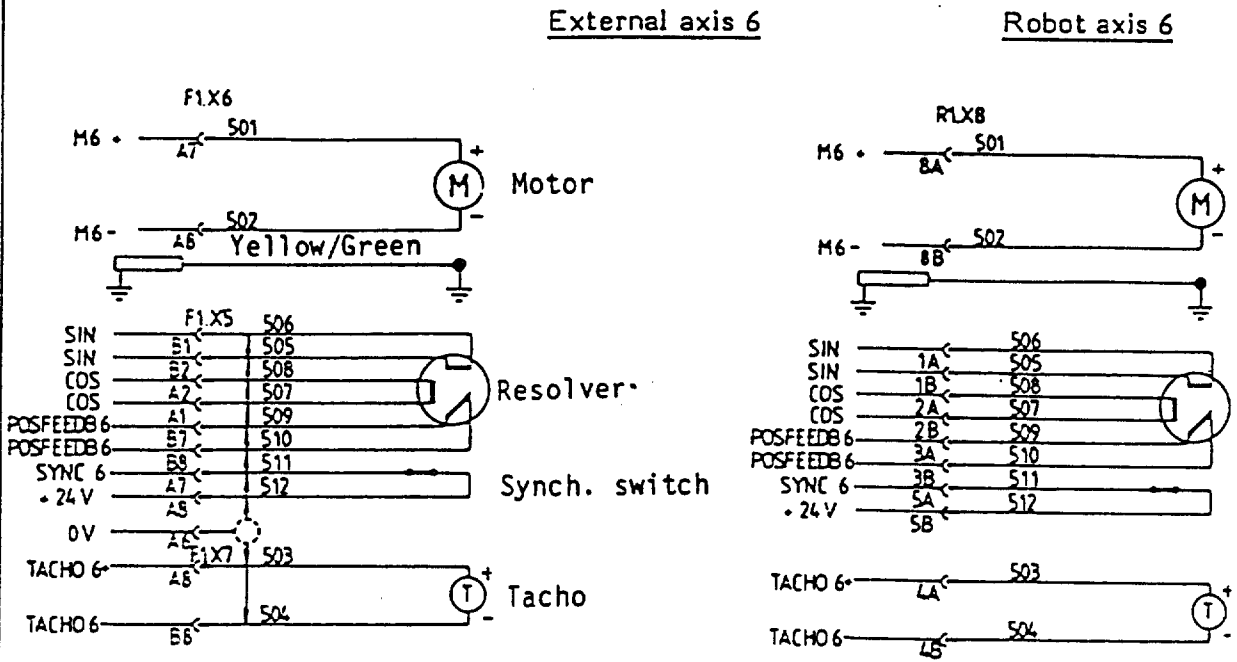 External axis 6
Robot axis 6
F1.X6
M6 +
501
A7
+
M
Motor
-
M6 -
502
A8
Yellow/Green
F1.X5
SIN
506
B1
SIN
505
B2
COS
508
A2
COS
507
A1
POSFEEDB 6
509
B7
POSFEEDB 6
510
B8
SYNC 6
511
A7
+ 24 V
512
A8
Resolver
Synch. switch
0V
A6
F1X7
TACHO 6+
503
A8
+
T
Tacho
-
TACHO 6-
504
B8
R1.X8
M6 +
501
8A
+
M
-
M6 -
502
8B
SIN
506
1A
SIN
505
1B
COS
508
2A
COS
507
2B
POSFEEDB 6
509
3A
POSFEEDB 6
510
3B
SYNC 6
511
5A
+ 24 V
512
5B
TACHO 6+
503
4A
+
T
-
TACHO 6-
504
4B